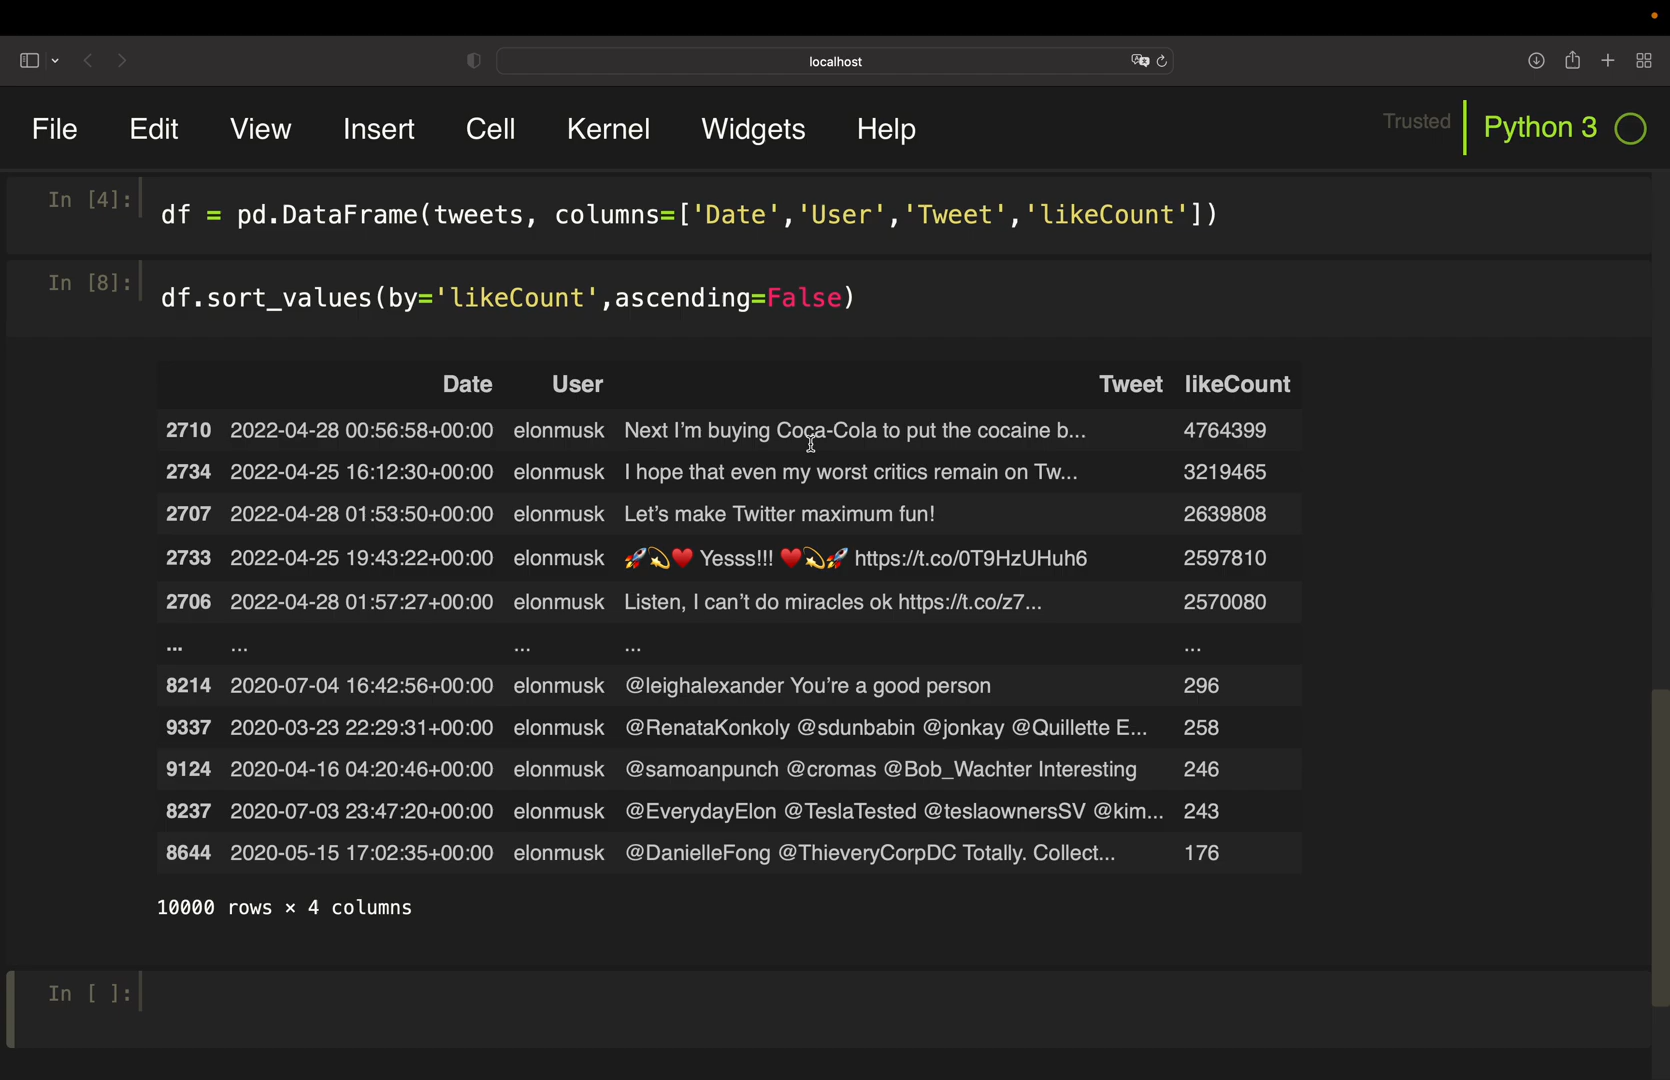 localhost
File Edit View Insert Cell Kernel Widgets Help Trusted Python 3
In [4]: df = pd.DataFrame(tweets, columns=['Date','User','Tweet','likeCount'])
In [8]: df.sort_values(by='likeCount',ascending=False)
Date User Tweet likeCount
2710 2022-04-28 00:56:58+00:00 elonmusk Next I’m buying Coca-Cola to put the cocaine b... 4764399
2734 2022-04-25 16:12:30+00:00 elonmusk I hope that even my worst critics remain on Tw... 3219465
2707 2022-04-28 01:53:50+00:00 elonmusk Let’s make Twitter maximum fun! 2639808
2733 2022-04-25 19:43:22+00:00 elonmusk 🚀💫♥️ Yesss!!! ♥️💫🚀 https://t.co/0T9HzUHuh6 2597810
2706 2022-04-28 01:57:27+00:00 elonmusk Listen, I can’t do miracles ok https://t.co/z7... 2570080
... ... ... ... ...
8214 2020-07-04 16:42:56+00:00 elonmusk @leighalexander You’re a good person 296
9337 2020-03-23 22:29:31+00:00 elonmusk @RenataKonkoly @sdunbabin @jonkay @Quillette E... 258
9124 2020-04-16 04:20:46+00:00 elonmusk @samoanpunch @cromas @Bob_Wachter Interesting 246
8237 2020-07-03 23:47:20+00:00 elonmusk @EverydayElon @TeslaTested @teslaownersSV @kim... 243
8644 2020-05-15 17:02:35+00:00 elonmusk @DanielleFong @ThieveryCorpDC Totally. Collect... 176
10000 rows × 4 columns
In [ ]: